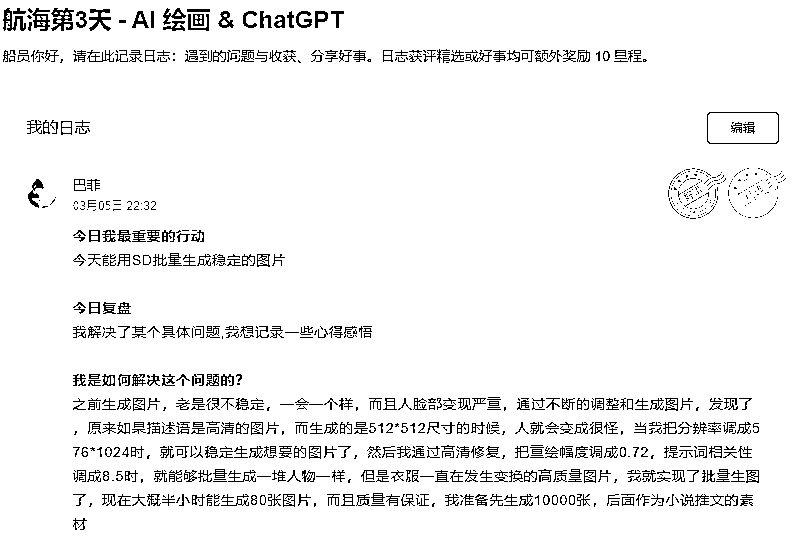 航海第3天 - AI 绘画 & ChatGPT
船员你好，请在此记录日志：遇到的问题与收获、分享好事。日志获评精选或好事均可额外奖励 10 里程。
我的日志
编辑
巴菲
03月05日 22:32
今日我最重要的行动
今天能用SD批量生成稳定的图片
今日复盘
我解决了某个具体问题,我想记录一些心得感悟
我是如何解决这个问题的?
之前生成图片，老是很不稳定，一会一个样，而且人脸部变现严重，通过不断的调整和生成图片，发现了
，原来如果描述语是高清的图片，而生成的是512*512尺寸的时候，人就会变成很怪，当我把分辨率调成5
76*1024时，就可以稳定生成想要的图片了，然后我通过高清修复，把重绘幅度调成0.72，提示词相关性
调成8.5时，就能够批量生成一堆人物一样，但是衣服一直在发生变换的高质量图片，我就实现了批量生图
了，现在大概半小时能生成80张图片，而且质量有保证，我准备先生成10000张，后面作为小说推文的素
材